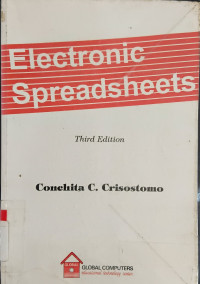 Electronic
Spreadsheets
Third Edition
Conchita C. Crisostomo
GLOBAL COMPUTERS